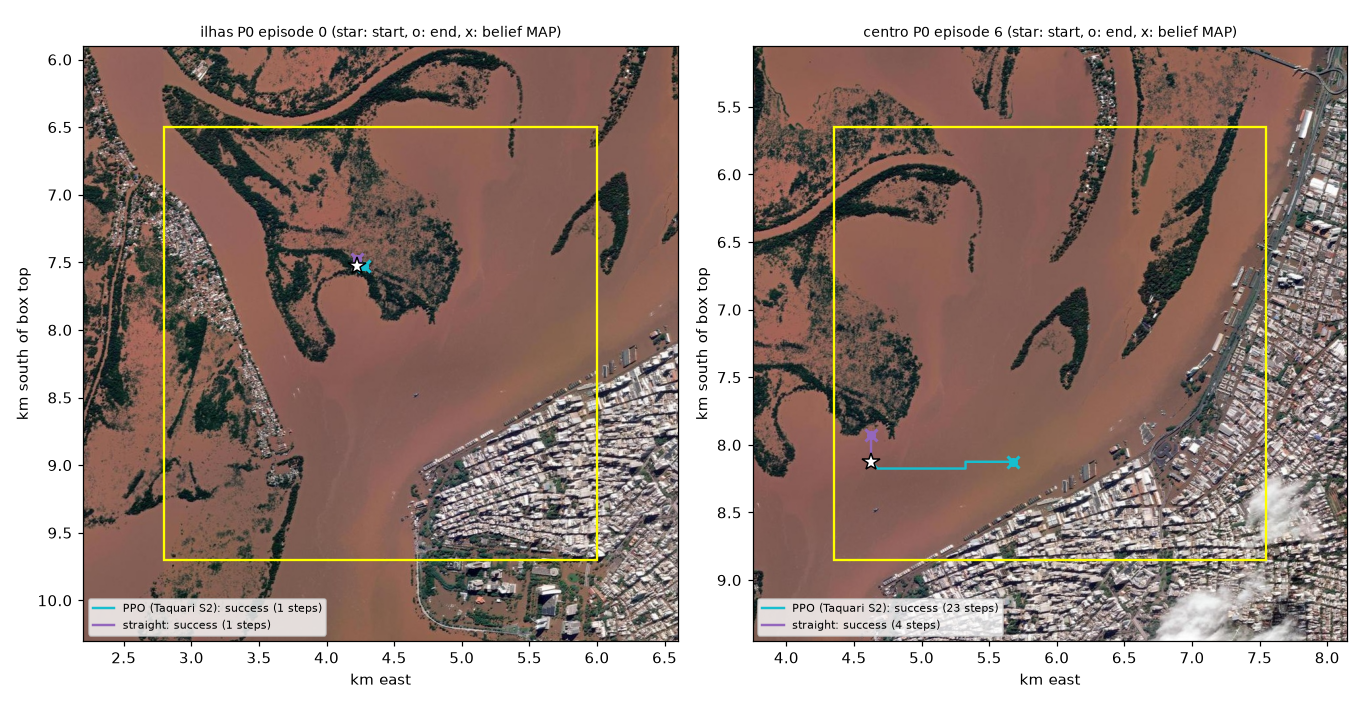 ilhas P0 episode 0 (star: start, o: end, x: belief MAP)
6.0
6.5
7.0
7.5
8.0
8.5
9.0
9.5
10.0
km south of box top
PPO (Taquari S2): success (1 steps)
straight: success (1 steps)
2.5 3.0 3.5 4.0 4.5 5.0 5.5 6.0 6.5
km east
centro P0 episode 6 (star: start, o: end, x: belief MAP)
5.5
6.0
6.5
7.0
7.5
8.0
8.5
9.0
km south of box top
PPO (Taquari S2): success (23 steps)
straight: success (4 steps)
4.0 4.5 5.0 5.5 6.0 6.5 7.0 7.5 8.0
km east